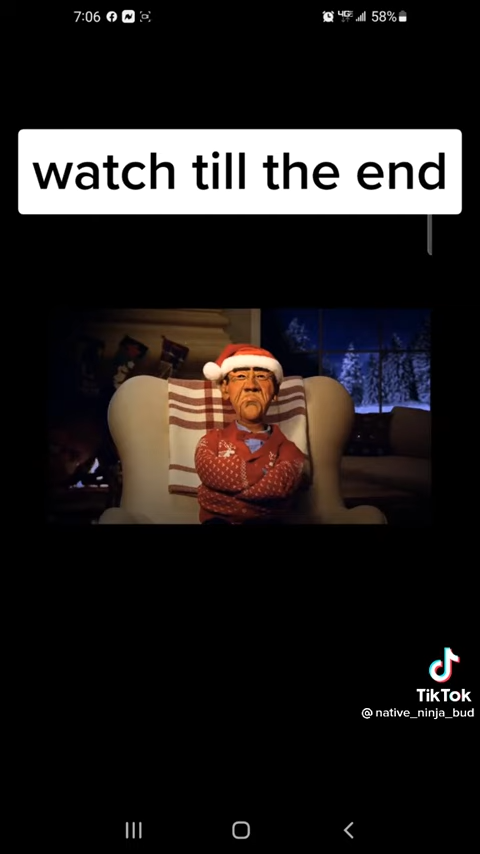 7:06
4G 58%
watch till the end
TikTok
@native_ninja_bud